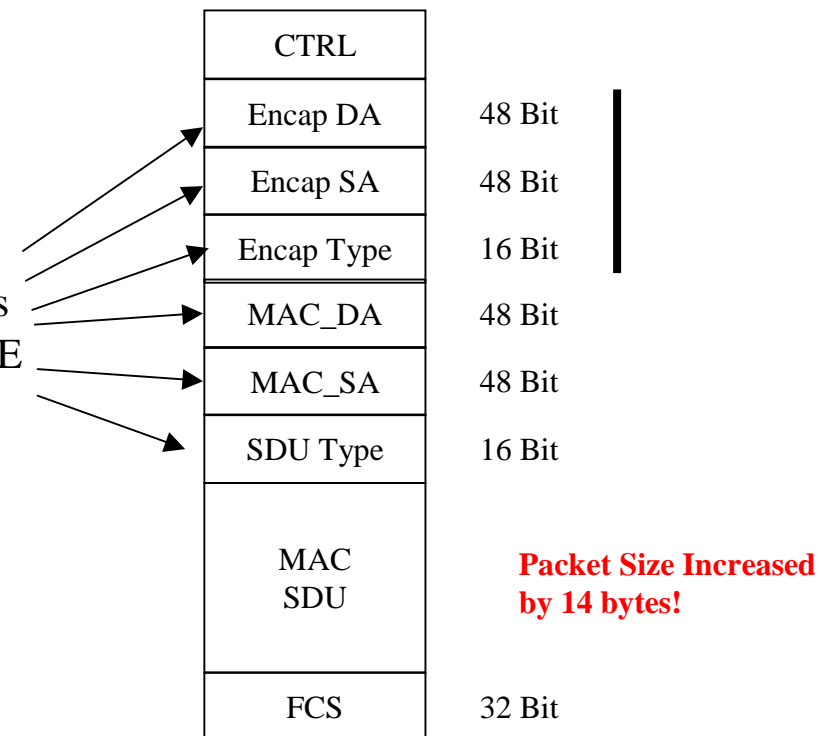 CTRL
Encap DA 48 Bit
Encap SA 48 Bit
Encap Type 16 Bit
s
MAC_DA 48 Bit
E
MAC_SA 48 Bit
SDU Type 16 Bit
MAC
SDU
Packet Size Increased
by 14 bytes!
FCS 32 Bit